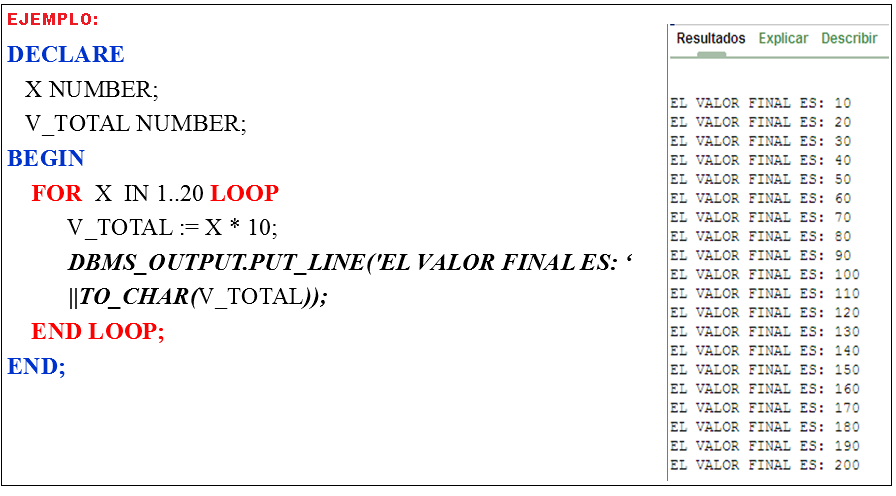 EJEMPLO:
DECLARE
X NUMBER;
V_TOTAL NUMBER;
BEGIN
FOR X IN 1..20 LOOP
V_TOTAL := X * 10;
DBMS_OUTPUT.PUT_LINE('EL VALOR FINAL ES: ‘
||TO_CHAR(V_TOTAL));
END LOOP;
END;
Resultados Explicar Describir
EL VALOR FINAL ES: 10
EL VALOR FINAL ES: 20
EL VALOR FINAL ES: 30
EL VALOR FINAL ES: 40
EL VALOR FINAL ES: 50
EL VALOR FINAL ES: 60
EL VALOR FINAL ES: 70
EL VALOR FINAL ES: 80
EL VALOR FINAL ES: 90
EL VALOR FINAL ES: 100
EL VALOR FINAL ES: 110
EL VALOR FINAL ES: 120
EL VALOR FINAL ES: 130
EL VALOR FINAL ES: 140
EL VALOR FINAL ES: 150
EL VALOR FINAL ES: 160
EL VALOR FINAL ES: 170
EL VALOR FINAL ES: 180
EL VALOR FINAL ES: 190
EL VALOR FINAL ES: 200